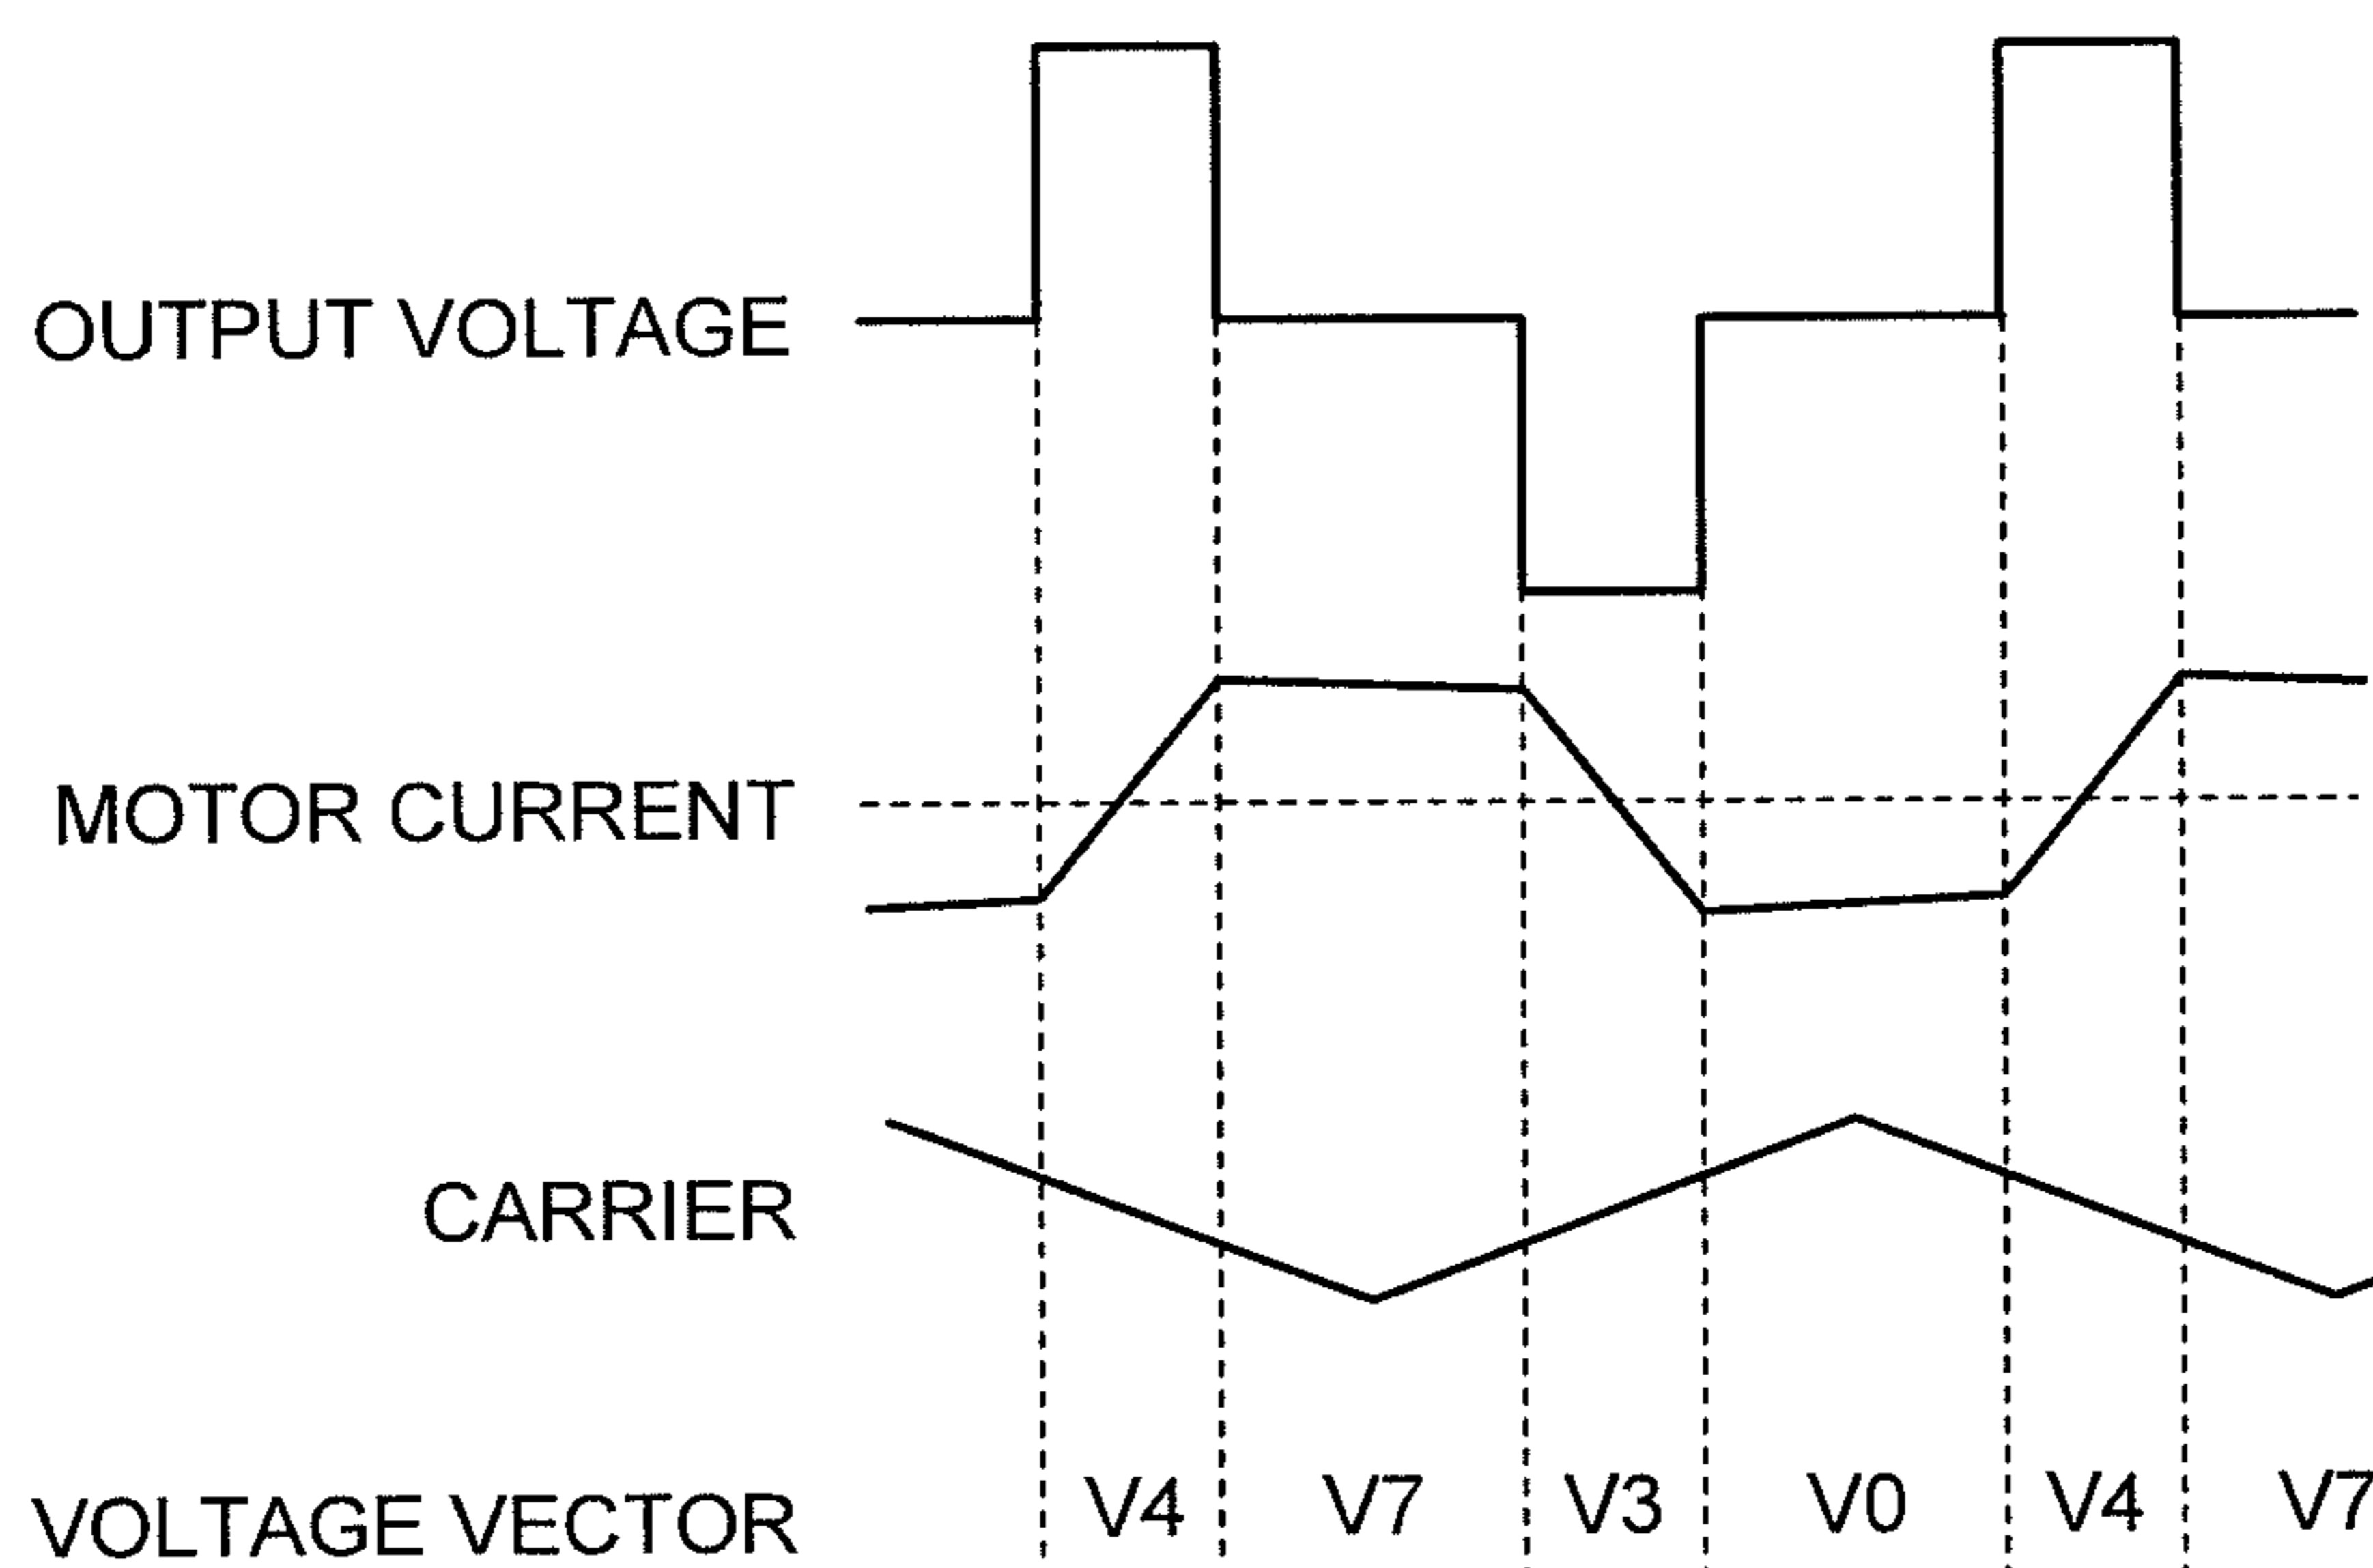 OUTPUT VOLTAGE
MOTOR CURRENT
CARRIER
VOLTAGE VECTOR V4 V7 V3 V0 V4 V7